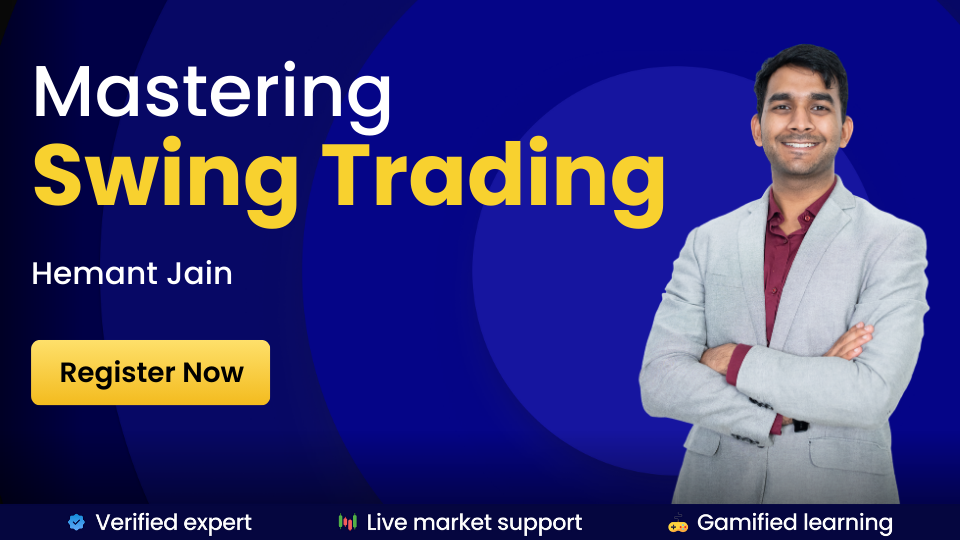 Mastering
Swing Trading
Hemant Jain
Register Now
Verified expert
Live market support
Gamified learning